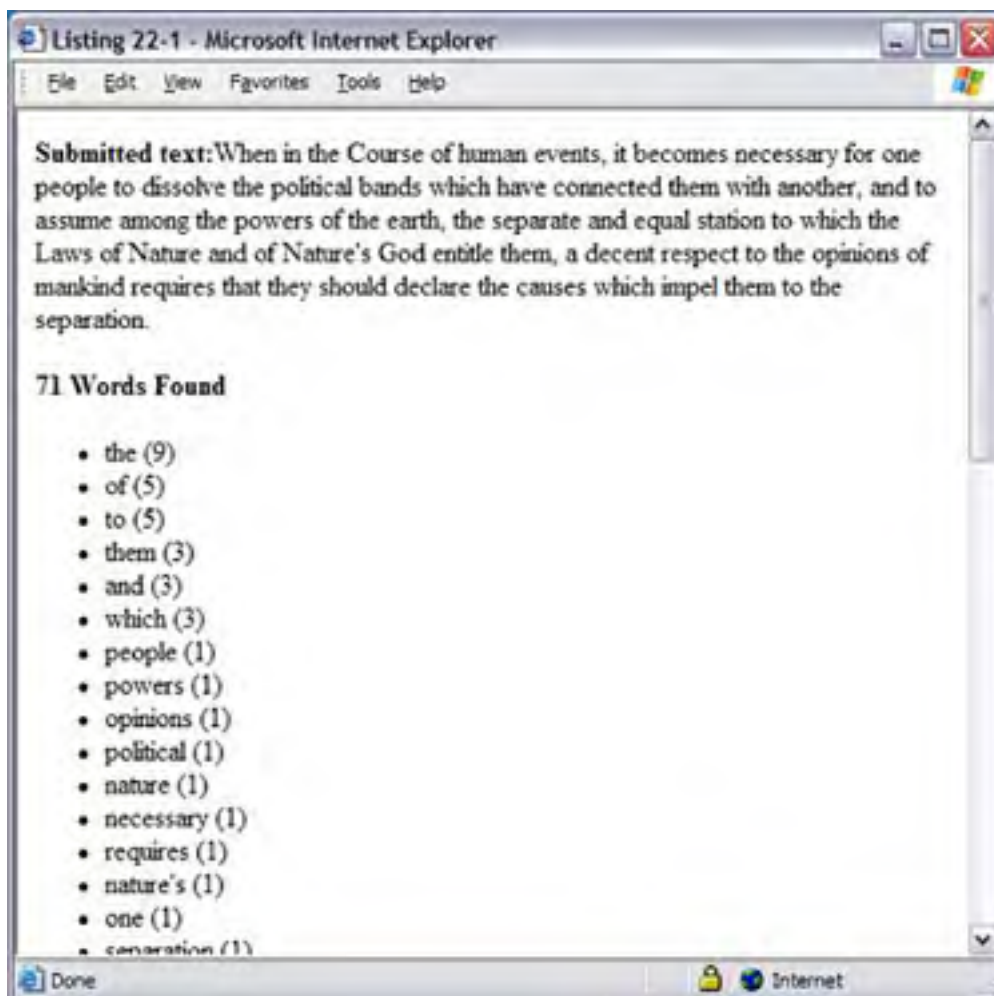 Listing 22-1 - Microsoft Internet Explorer
File Edit View Favorites Tools Help
Submitted text:When in the Course of human events, it becomes necessary for one
people to dissolve the political bands which have connected them with another, and to
assume among the powers of the earth, the separate and equal station to which the
Laws of Nature and of Nature's God entitle them, a decent respect to the opinions of
mankind requires that they should declare the causes which impel them to the
separation.
71 Words Found
• the (9)
• of (5)
• to (5)
• them (3)
• and (3)
• which (3)
• people (1)
• powers (1)
• opinions (1)
• political (1)
• nature (1)
• necessary (1)
• requires (1)
• nature's (1)
• one (1)
• separation (1)
Done Internet